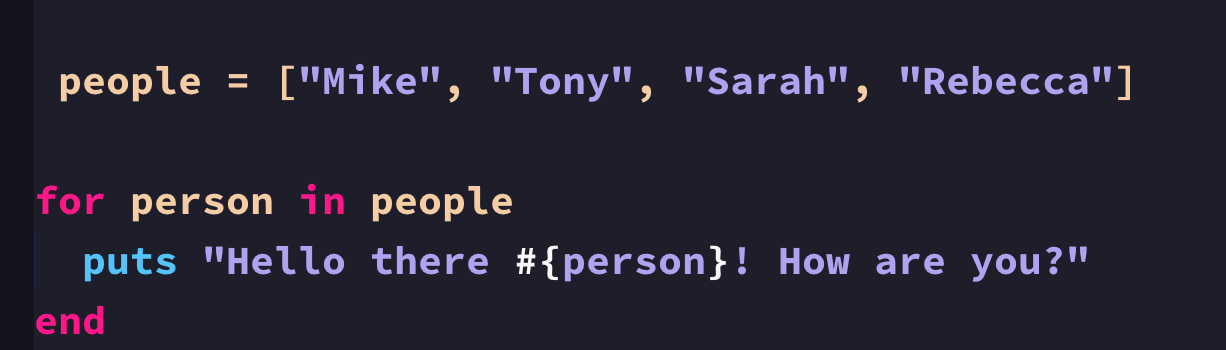 people = ["Mike", "Tony", "Sarah", "Rebecca"]
for person in people
  puts "Hello there #{person}! How are you?"
end